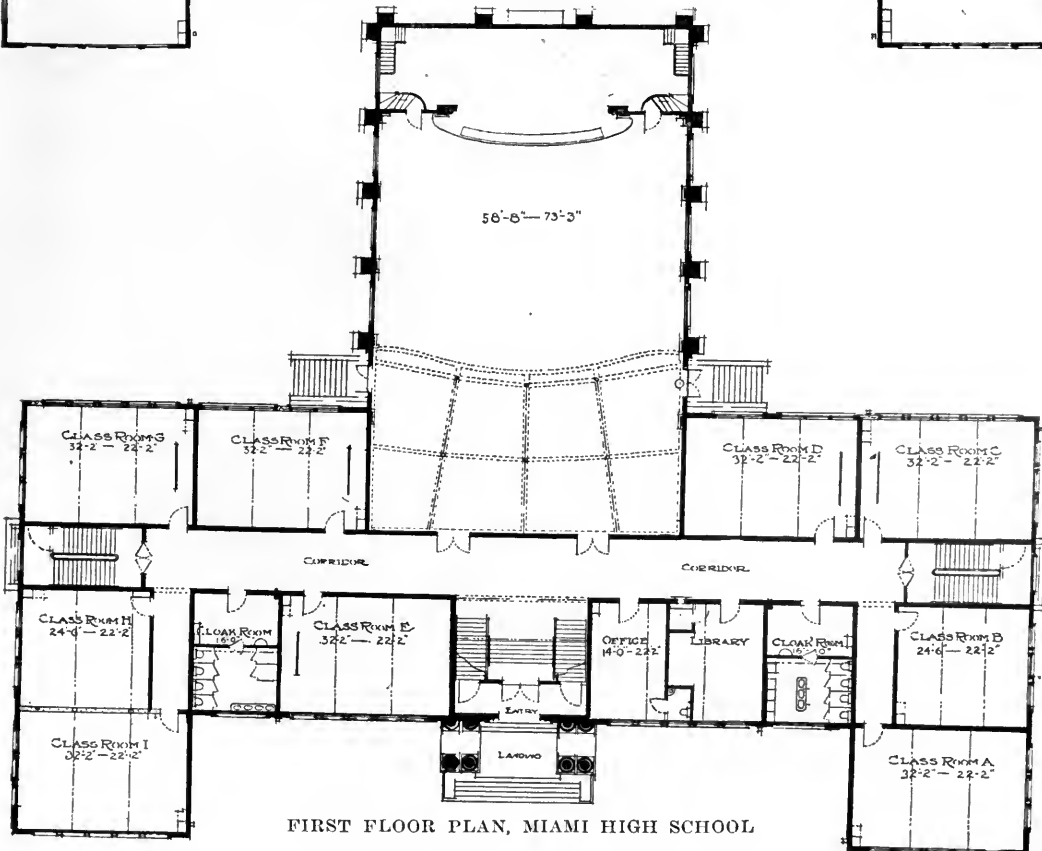 58'-8" — 73'-3"
CLASS ROOM G
32'-2" — 22'-2"
CLASS ROOM F
32'-2" — 22'-2"
CLASS ROOM D
32'-2" — 22'-2"
CLASS ROOM C
32'-2" — 22'-2"
CORRIDOR
CORRIDOR
CLASS ROOM H
24'-6" — 22'-2"
CLOAK ROOM
CLASS ROOM E
32'-2" — 22'-2"
OFFICE
14'-0 - 22'2"
LIBRARY
CLOAK ROOM
CLASS ROOM B
24'-6" — 22'-2"
ENTRY
LANDING
CLASS ROOM I
32'-2" — 22'-2"
CLASS ROOM A
32'-2" — 22'-2"
FIRST FLOOR PLAN, MIAMI HIGH SCHOOL